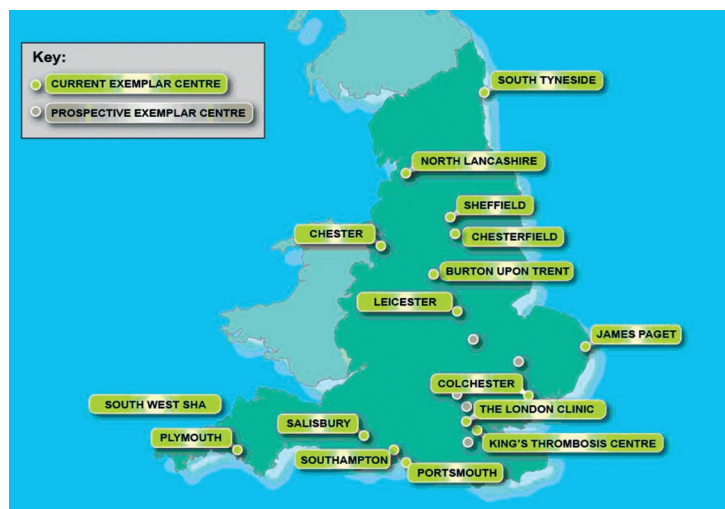 Key:
CURRENT EXEMPLAR CENTRE
PROSPECTIVE EXEMPLAR CENTRE
SOUTH TYNESIDE
NORTH LANCASHIRE
SHEFFIELD
CHESTER
CHESTERFIELD
BURTON UPON TRENT
LEICESTER
JAMES PAGET
COLCHESTER
SOUTH WEST SHA
THE LONDON CLINIC
SALISBURY
PLYMOUTH
KING'S THROMBOSIS CENTRE
SOUTHAMPTON
PORTSMOUTH